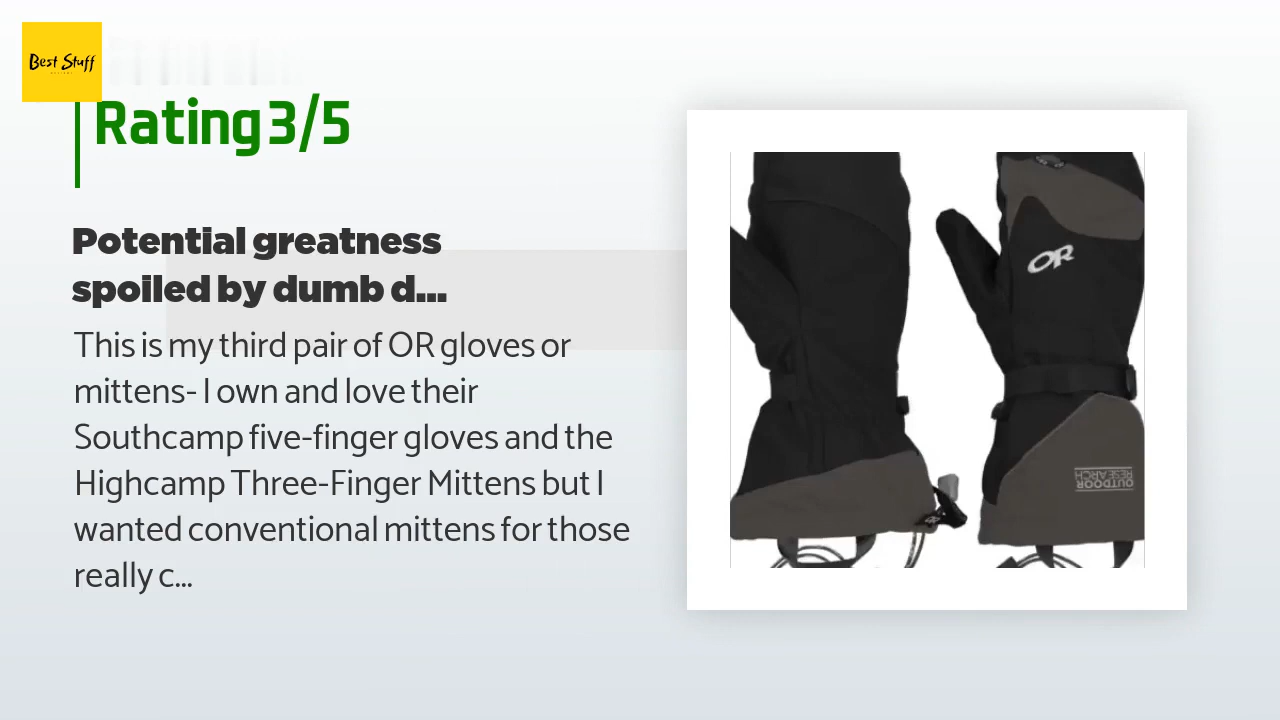 Best Stuff
Rating 3/5
Potential greatness
spoiled by dumb d...
This is my third pair of OR gloves or
mittens- I own and love their
Southcamp five-finger gloves and the
Highcamp Three-Finger Mittens but I
wanted conventional mittens for those
really c...
OR
OUTDOOR
RESEARCH